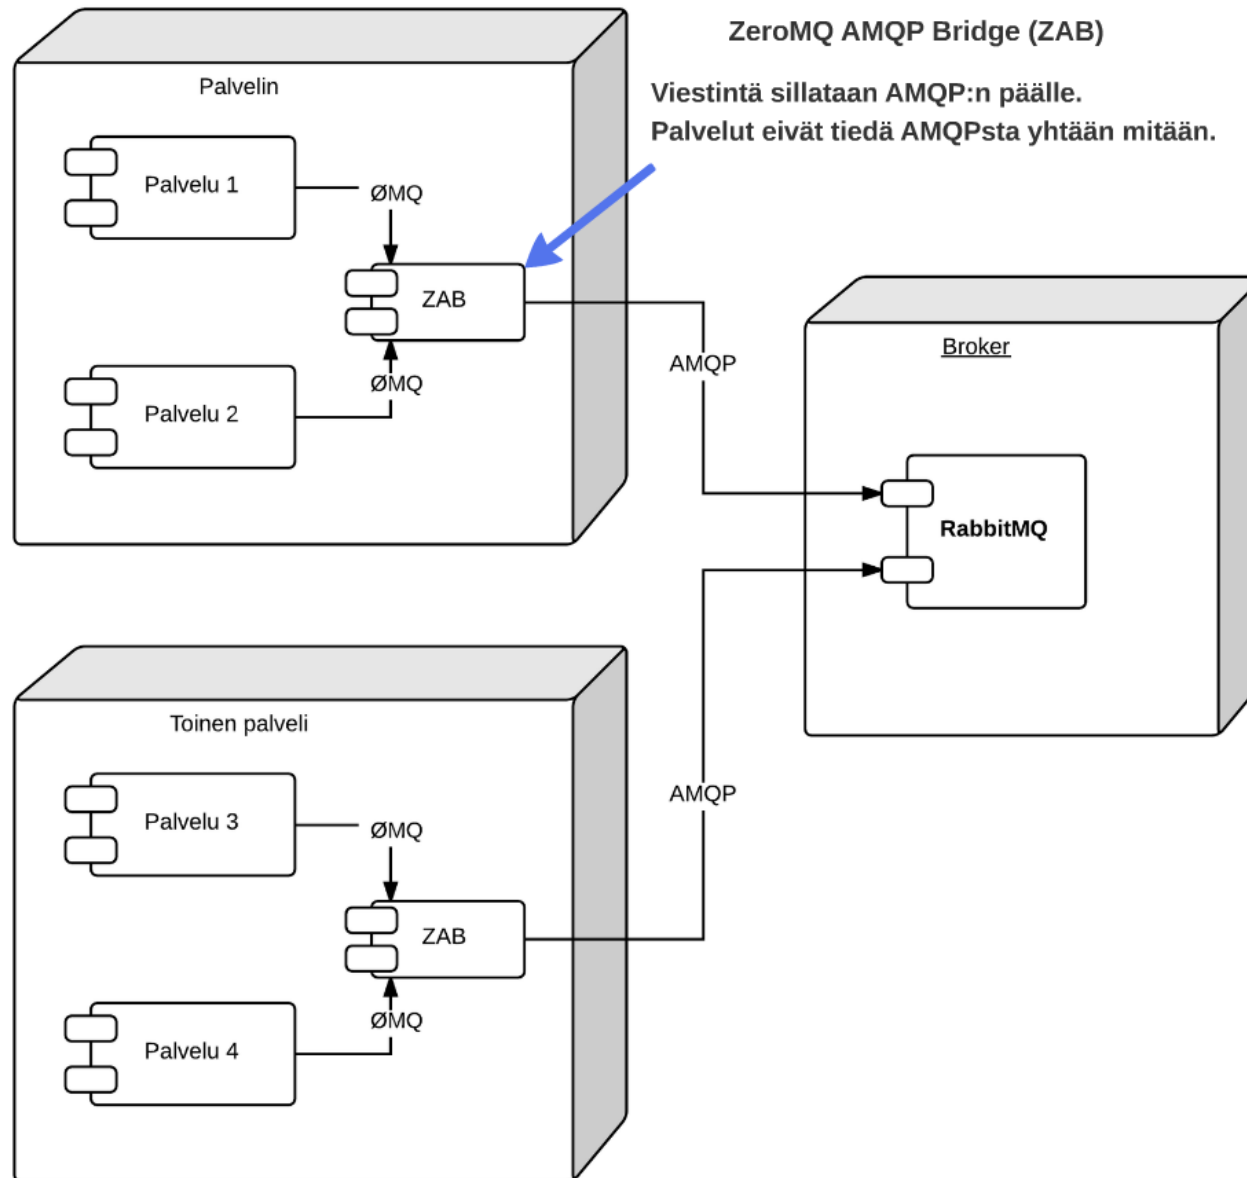 ZeroMQ AMQP Bridge (ZAB)
Viestintä sillataan AMQP:n päälle.
Palvelut eivät tiedä AMQPsta yhtään mitään.
Palvelin
Palvelu 1
ØMQ
ZAB
ØMQ
Palvelu 2
AMQP
Broker
RabbitMQ
Toinen palveli
Palvelu 3
ØMQ
ZAB
ØMQ
Palvelu 4
AMQP